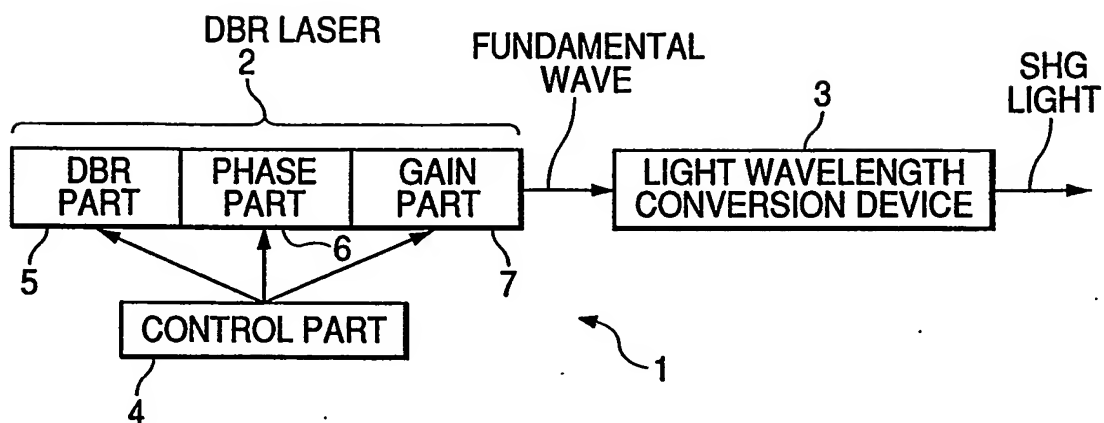 DBR LASER
2
FUNDAMENTAL
WAVE
SHG
LIGHT
3
DBR
PART
PHASE
PART
GAIN
PART
LIGHT WAVELENGTH
CONVERSION DEVICE
5
6
7
CONTROL PART
4
1